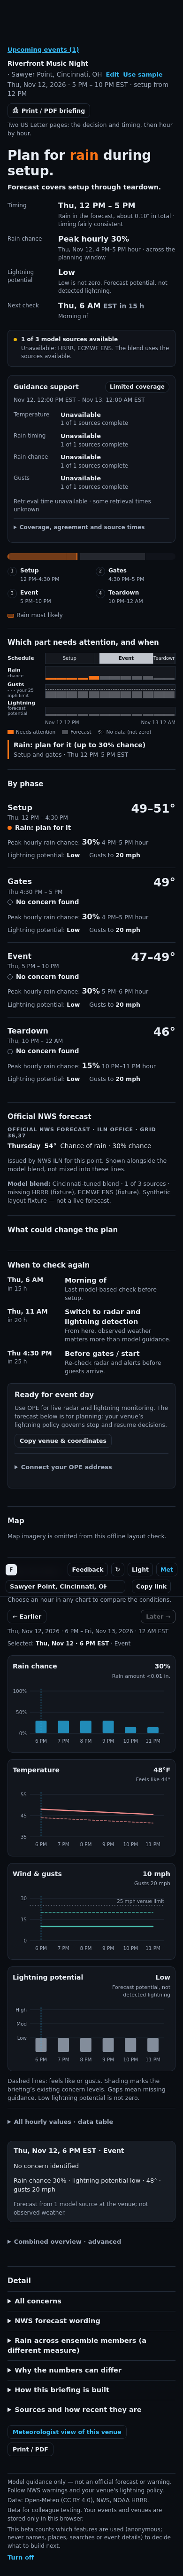 Upcoming events (1)
Riverfront Music Night
· Sawyer Point, Cincinnati, OH Edit Use sample
Thu, Nov 12, 2026 · 5 PM – 10 PM EST · setup from
12 PM
Print / PDF briefing
Two US Letter pages: the decision and timing, then hour
by hour.
Plan for rain during
setup.
Forecast covers setup through teardown.
Timing
Thu, 12 PM – 5 PM
Rain in the forecast, about 0.10″ in total ·
timing fairly consistent
Rain chance
Peak hourly 30%
Thu, Nov 12, 4 PM–5 PM hour · across the
planning window
Lightning
potential
Low
Low is not zero. Forecast potential, not
detected lightning.
Next check
Thu, 6 AM EST in 15 h
Morning of
1 of 3 model sources available
Unavailable: HRRR, ECMWF ENS. The blend uses the
sources available.
Guidance support
Limited coverage
Nov 12, 12:00 PM EST – Nov 13, 12:00 AM EST
Temperature
Unavailable
1 of 1 sources complete
Rain timing
Unavailable
1 of 1 sources complete
Rain chance
Unavailable
1 of 1 sources complete
Gusts
Unavailable
1 of 1 sources complete
Retrieval time unavailable · some retrieval times
unknown
Coverage, agreement and source times
1 Setup
12 PM–4:30 PM
2 Gates
4:30 PM–5 PM
3 Event
5 PM–10 PM
4 Teardown
10 PM–12 AM
Rain most likely
Which part needs attention, and when
Schedule
Setup
Event
Teardown
Rain
chance
Gusts
- - - your 25
mph limit
Lightning
forecast
potential
Nov 12 12 PM
Nov 13 12 AM
Needs attention
Forecast
No data (not zero)
Rain: plan for it (up to 30% chance)
Setup and gates · Thu 12 PM–5 PM EST
By phase
Setup
49–51°
Thu, 12 PM – 4:30 PM
Rain: plan for it
Peak hourly rain chance: 30% 4 PM–5 PM hour
Lightning potential: Low Gusts to 20 mph
Gates
49°
Thu 4:30 PM – 5 PM
No concern found
Peak hourly rain chance: 30% 4 PM–5 PM hour
Lightning potential: Low Gusts to 20 mph
Event
47–49°
Thu, 5 PM – 10 PM
No concern found
Peak hourly rain chance: 30% 5 PM–6 PM hour
Lightning potential: Low Gusts to 20 mph
Teardown
46°
Thu, 10 PM – 12 AM
No concern found
Peak hourly rain chance: 15% 10 PM–11 PM hour
Lightning potential: Low Gusts to 20 mph
Official NWS forecast
OFFICIAL NWS FORECAST · ILN OFFICE · GRID
36,37
Thursday 54° Chance of rain · 30% chance
Issued by NWS ILN for this point. Shown alongside the
model blend, not mixed into these lines.
Model blend: Cincinnati-tuned blend · 1 of 3 sources ·
missing HRRR (fixture), ECMWF ENS (fixture). Synthetic
layout fixture — not a live forecast.
What could change the plan
When to check again
Thu, 6 AM
in 15 h
Morning of
Last model-based check before
setup.
Thu, 11 AM
in 20 h
Switch to radar and
lightning detection
From here, observed weather
matters more than model guidance.
Thu 4:30 PM
in 25 h
Before gates / start
Re-check radar and alerts before
guests arrive.
Ready for event day
Use OPE for live radar and lightning monitoring. The
forecast below is for planning; your venue's
lightning policy governs stop and resume decisions.
Copy venue & coordinates
Connect your OPE address
Map
Map imagery is omitted from this offline layout check.
F
Feedback
↻
Light
Met
Sawyer Point, Cincinnati, OH
Copy link
Choose an hour in any chart to compare the conditions.
← Earlier
Later →
Thu, Nov 12, 2026 · 6 PM – Fri, Nov 13, 2026 · 12 AM EST
Selected: Thu, Nov 12 · 6 PM EST · Event
Rain chance
30%
Rain amount <0.01 in.
100%
50%
0%
6 PM 7 PM 8 PM 9 PM 10 PM 11 PM
Temperature
48°F
Feels like 44°
55
45
35
6 PM 7 PM 8 PM 9 PM 10 PM 11 PM
Wind & gusts
10 mph
Gusts 20 mph
30
25 mph venue limit
15
0
6 PM 7 PM 8 PM 9 PM 10 PM 11 PM
Lightning potential
Low
Forecast potential, not
detected lightning
High
Mod
Low
6 PM 7 PM 8 PM 9 PM 10 PM 11 PM
Dashed lines: feels like or gusts. Shading marks the
briefing's existing concern levels. Gaps mean missing
guidance. Low lightning potential is not zero.
All hourly values · data table
Thu, Nov 12, 6 PM EST · Event
No concern identified
Rain chance 30% · lightning potential low · 48° ·
gusts 20 mph
Forecast from 1 model source at the venue; not
observed weather.
Combined overview · advanced
Detail
All concerns
NWS forecast wording
Rain across ensemble members (a
different measure)
Why the numbers can differ
How this briefing is built
Sources and how recent they are
Meteorologist view of this venue
Print / PDF
Model guidance only — not an official forecast or warning.
Follow NWS warnings and your venue's lightning policy.
Data: Open-Meteo (CC BY 4.0), NWS, NOAA HRRR.
Beta for colleague testing. Your events and venues are
stored only in this browser.
This beta counts which features are used (anonymous;
never names, places, searches or event details) to decide
what to build next.
Turn off